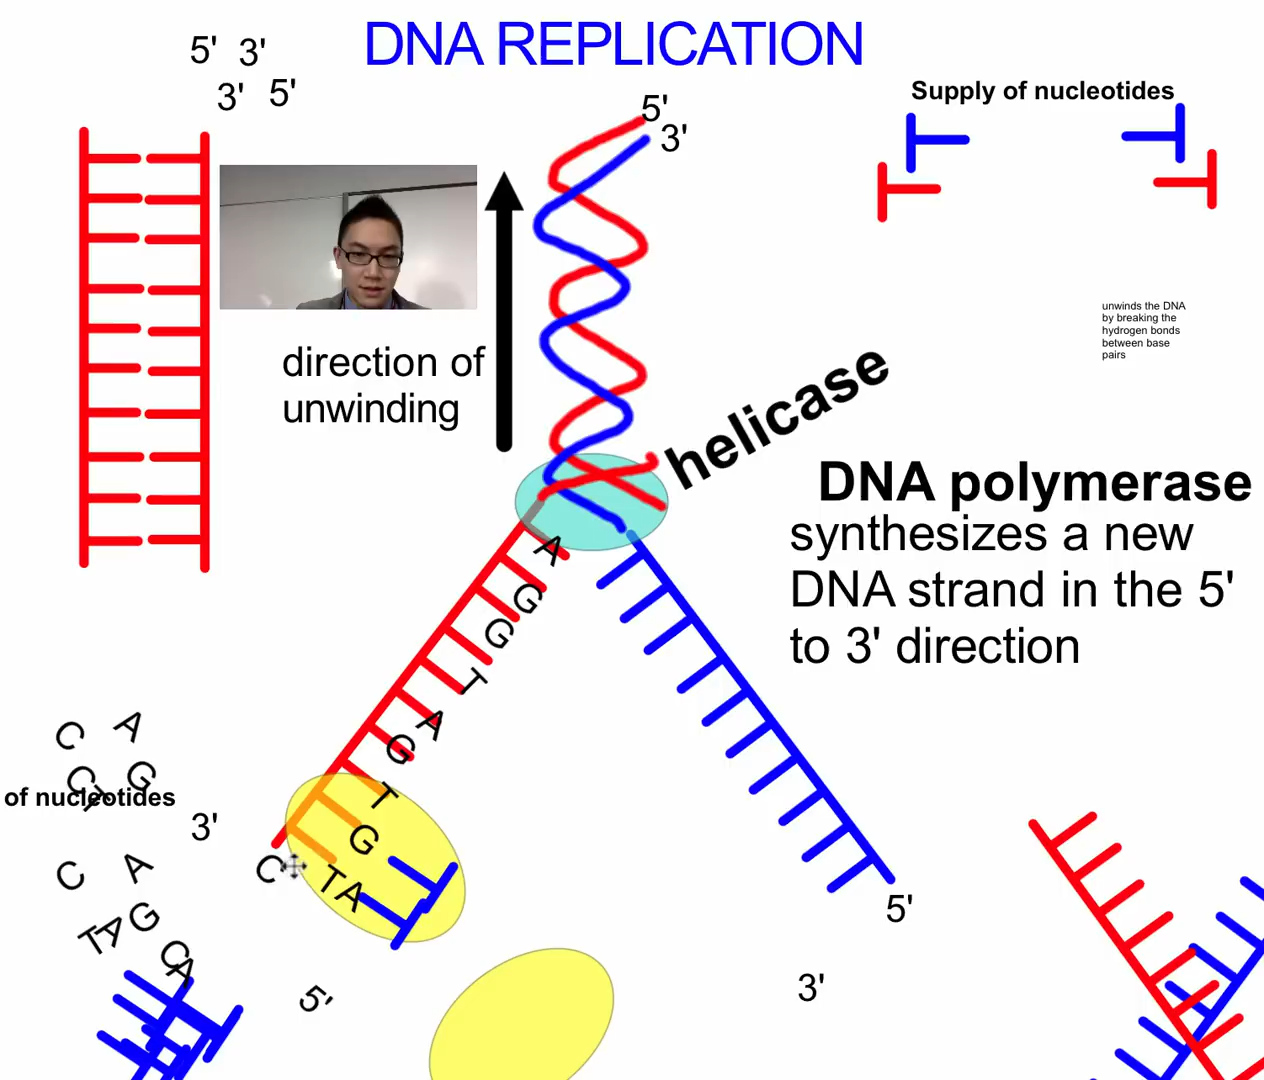 DNA REPLICATION
5' 3'
3' 5'
5'
3'
Supply of nucleotides
direction of
unwinding
unwinds the DNA
by breaking the
hydrogen bonds
between base
pairs
helicase
DNA polymerase
synthesizes a new
DNA strand in the 5'
to 3' direction
A
G
G
T
A
G
T
G
C
T A
C A
G
of nucleotides
3'
C A
T A G
C
A
5'
5'
3'